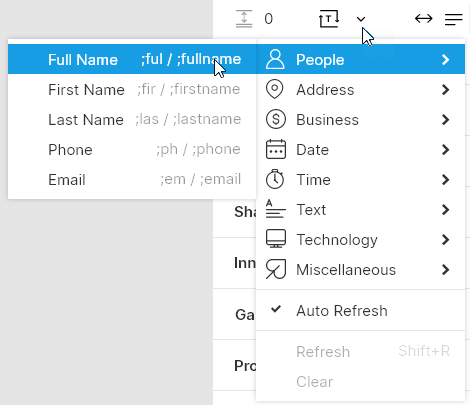 0
Full Name ;ful / ;fullname
First Name ;fir / ;firstname
Last Name ;las / ;lastname
Phone ;ph / ;phone
Email ;em / ;email
People
Address
Business
Date
Time
Text
Technology
Miscellaneous
Auto Refresh
Refresh Shift+R
Clear
Sha
Inn
Ga
Pro